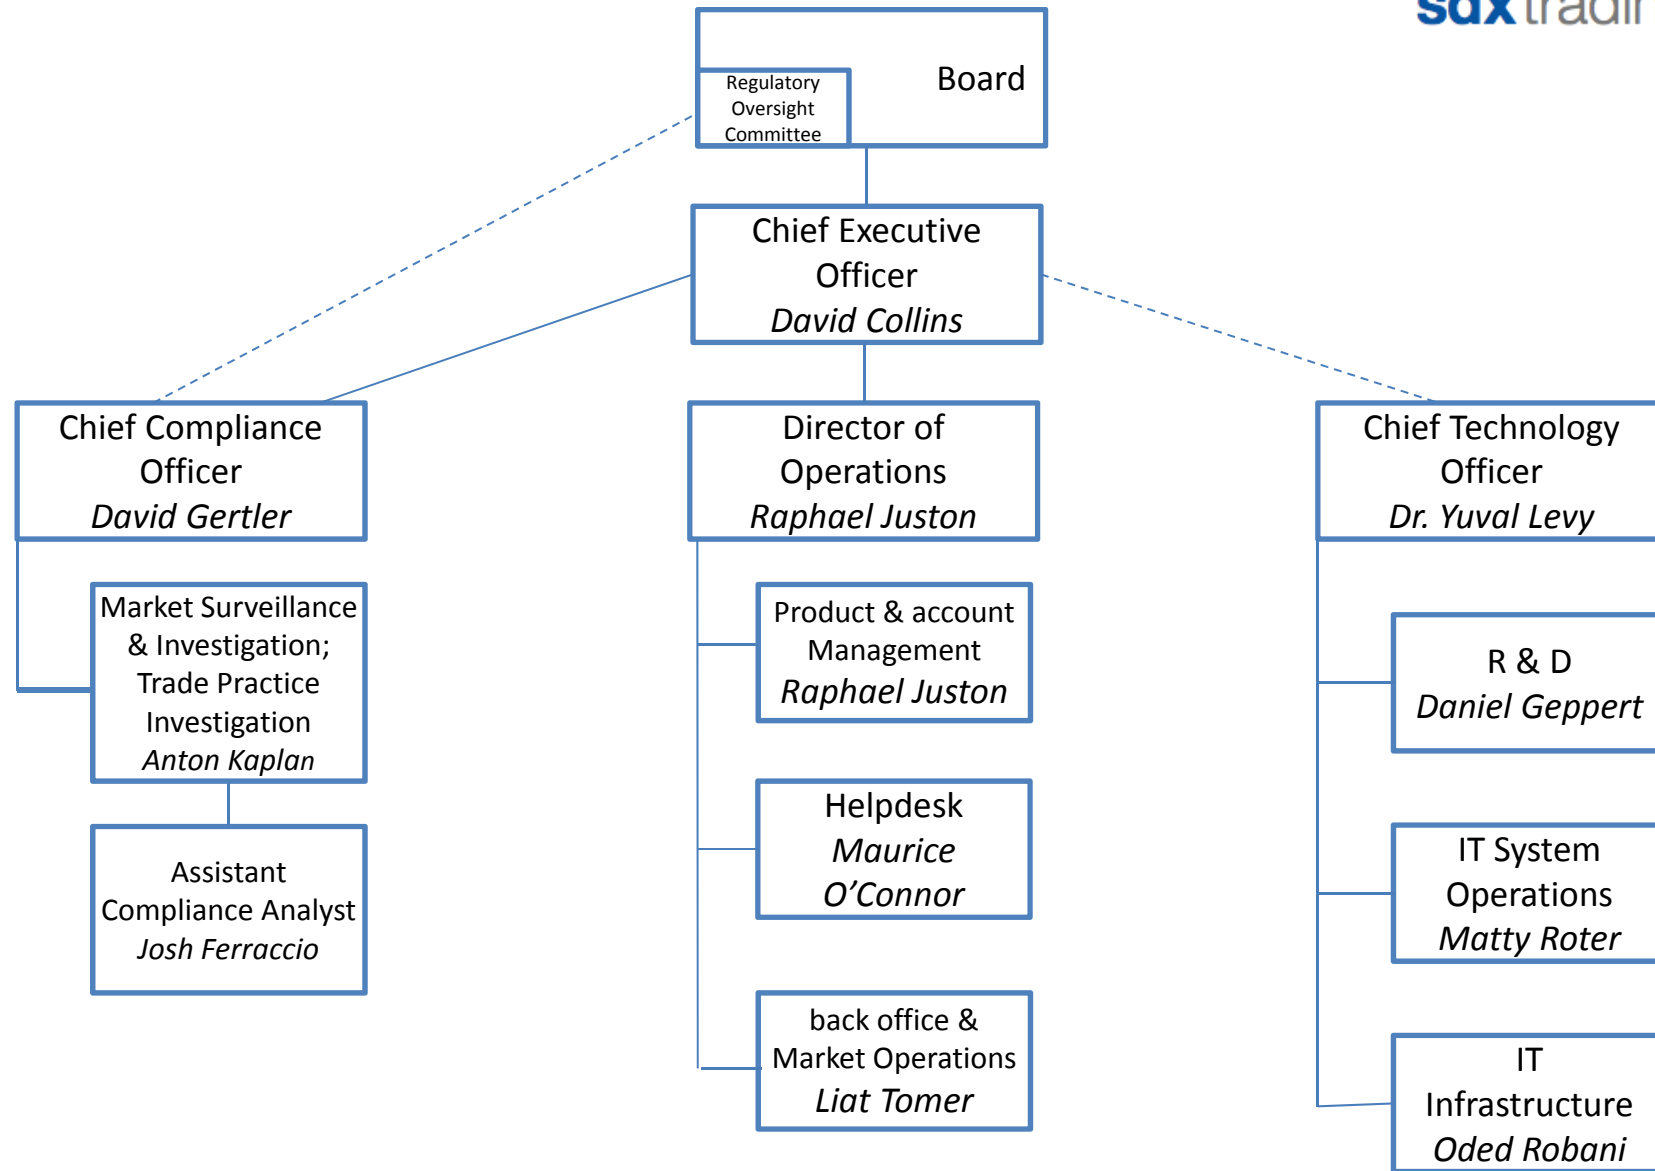 sdxtradin
Board
Regulatory
Oversight
Committee
Chief Executive
Officer
David Collins
Chief Compliance
Officer
David Gertler
Director of
Operations
Raphael Juston
Chief Technology
Officer
Dr. Yuval Levy
Market Surveillance
& Investigation;
Trade Practice
Investigation
Anton Kaplan
Assistant
Compliance Analyst
Josh Ferraccio
Product & account
Management
Raphael Juston
Helpdesk
Maurice
O’Connor
back office &
Market Operations
Liat Tomer
R & D
Daniel Geppert
IT System
Operations
Matty Roter
IT
Infrastructure
Oded Robani